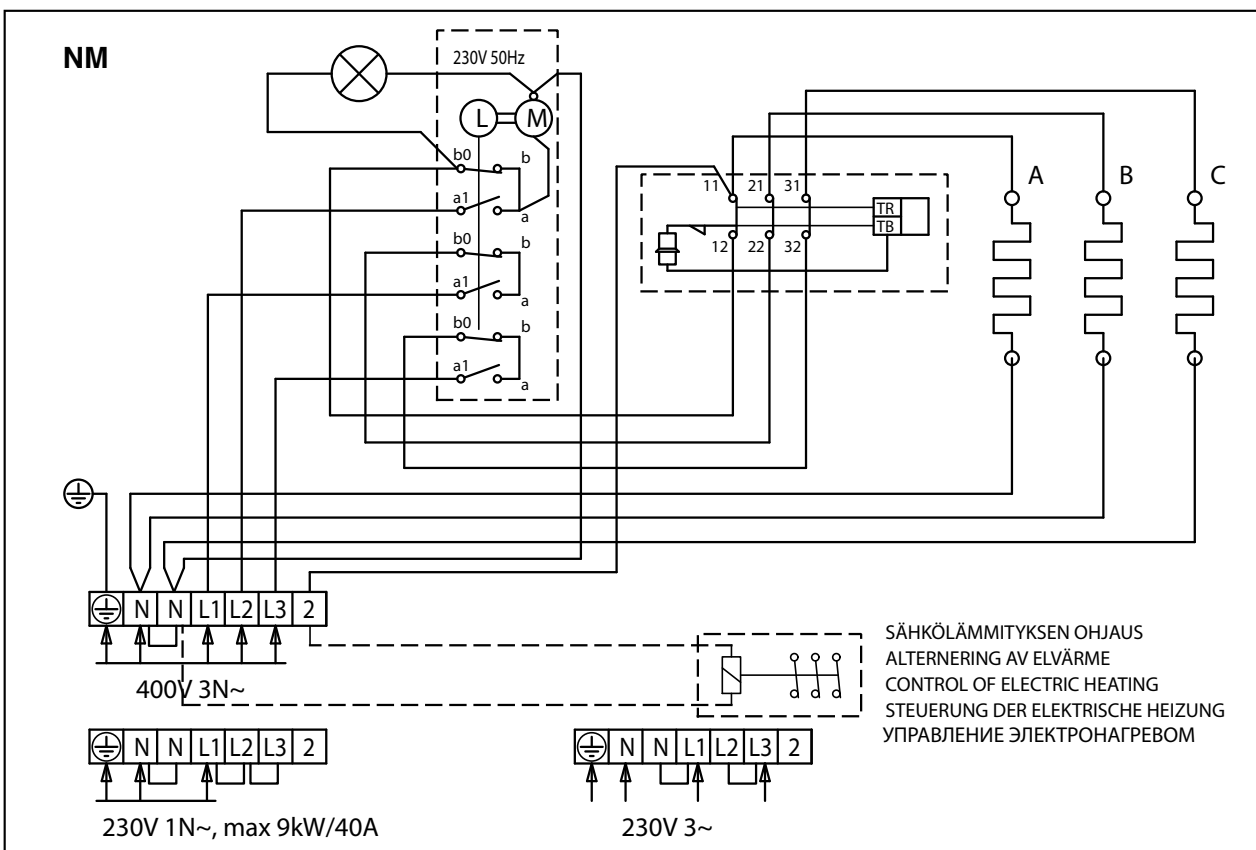 NM
230V 50Hz
L M
b0 b
a1 a
b0 b
a1 a
b0 b
a1 a
11 21 31
12 22 32
TR
TB
A B C
N N L1 L2 L3 2
400V 3N~
SÄHKÖLÄMMITYKSEN OHJAUS
ALTERNERING AV ELVÄRME
CONTROL OF ELECTRIC HEATING
STEUERUNG DER ELEKTRISCHE HEIZUNG
УПРАВЛЕНИЕ ЭЛЕКТРОНАГРЕВОМ
N N L1 L2 L3 2
230V 1N~, max 9kW/40A
N N L1 L2 L3 2
230V 3~